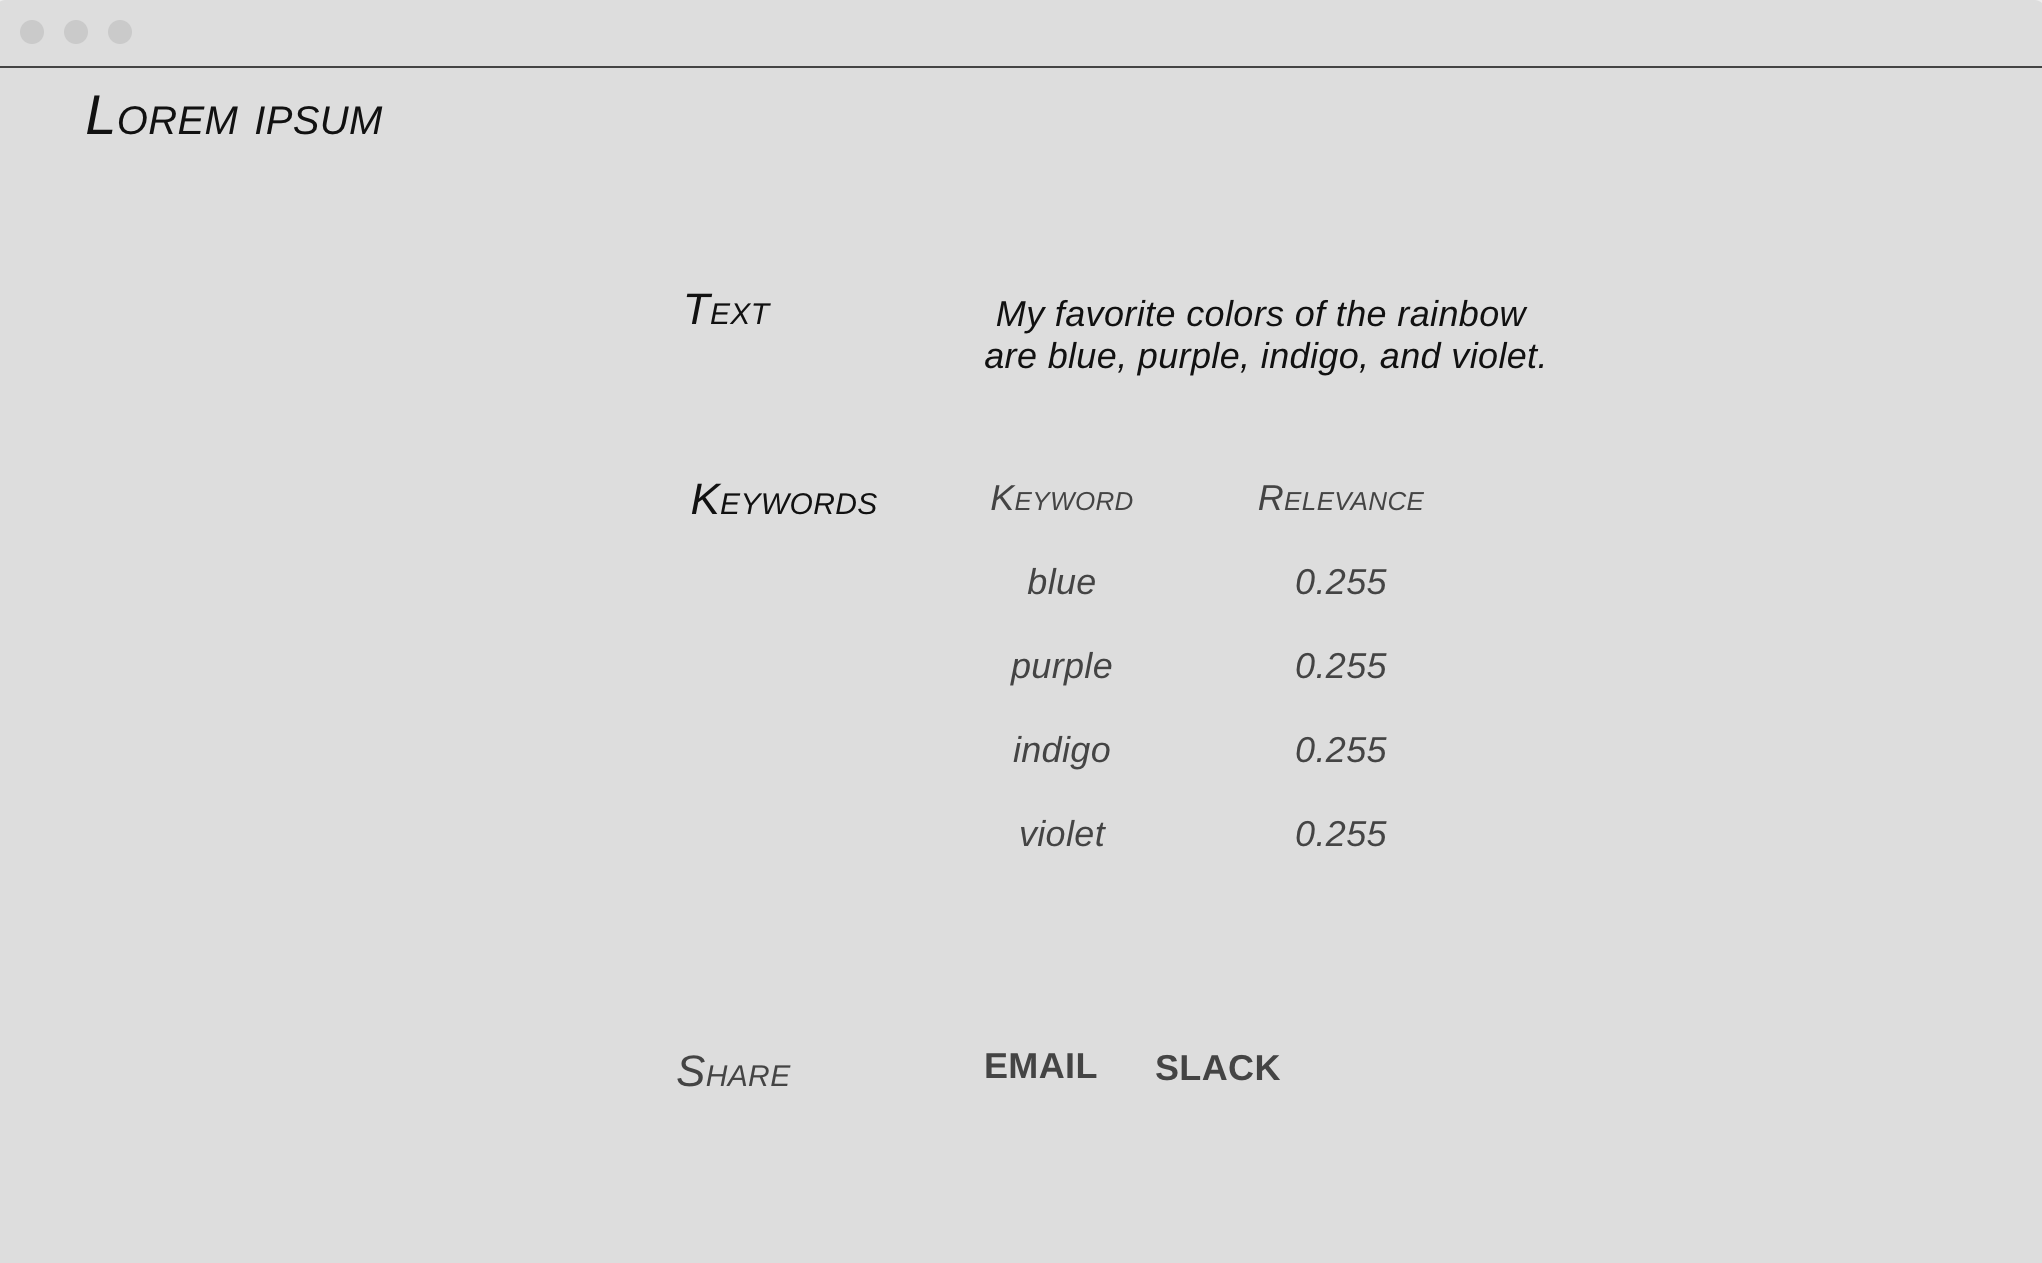 Lorem ipsum
Text
My favorite colors of the rainbow
are blue, purple, indigo, and violet.
Keywords
Keyword Relevance
blue 0.255
purple 0.255
indigo 0.255
violet 0.255
Share
EMAIL SLACK